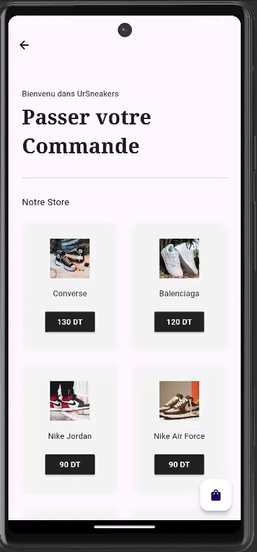 Bienvenu dans UrSneakers
Passer votre
Commande
Notre Store
Converse
Balenciaga
130 DT
120 DT
Nike Jordan
Nike Air Force
90 DT
90 DT